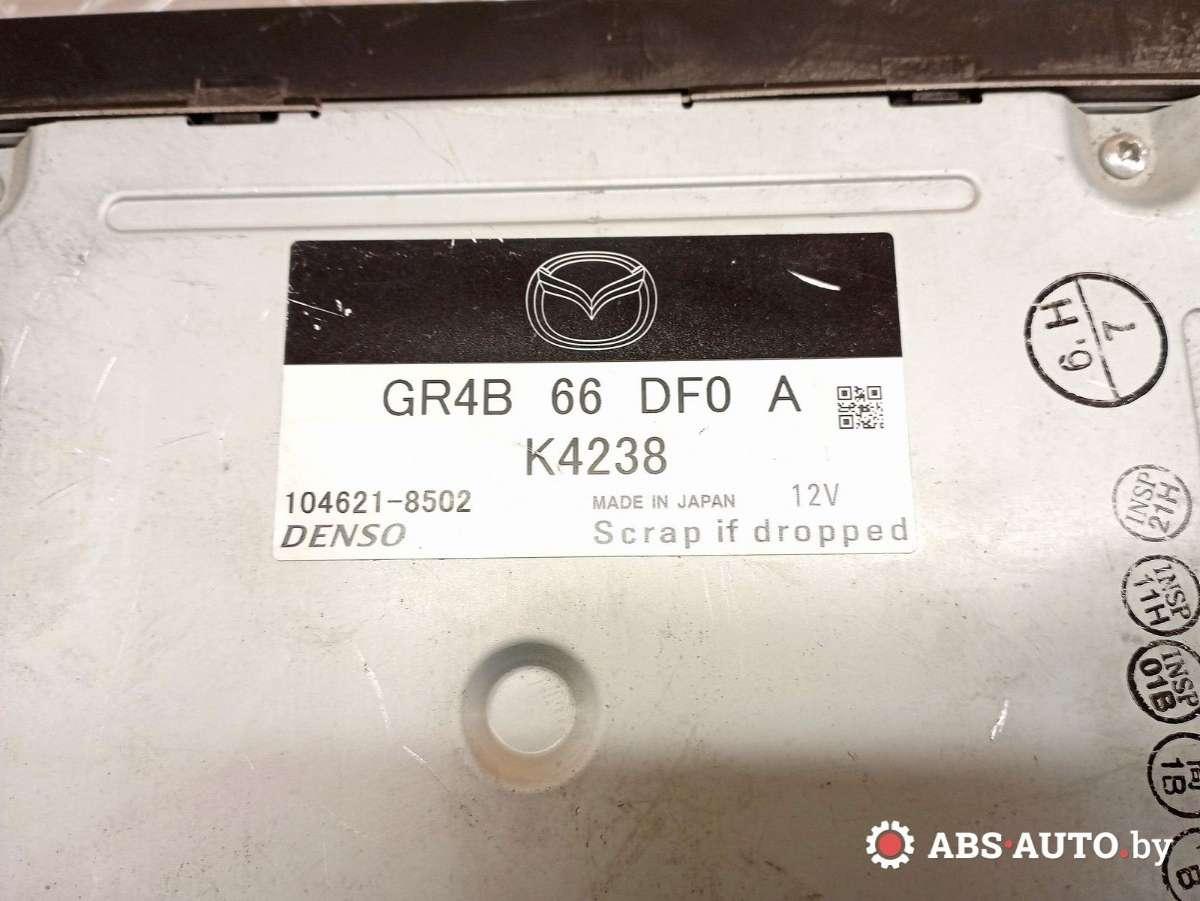 GR4B 66 DF0 A
K4238
104621-8502
MADE IN JAPAN 12V
DENSO
Scrap if dropped
6.H
7
INSP
21H
INSP
11H
INSP
01B
1B
ABS·AUTO.by